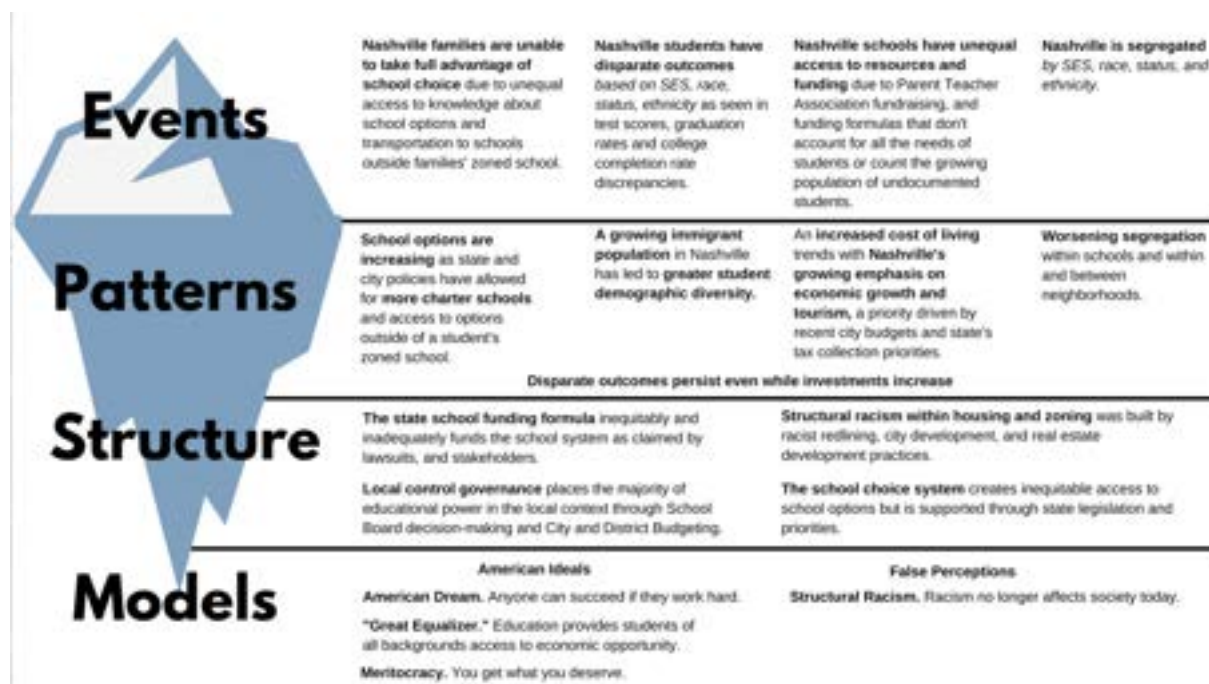 Events
Nashville families are unable
to take full advantage of
school choice due to unequal
access to knowledge about
school options and
transportation to schools
outside families' zoned school.
Nashville students have
disparate outcomes
based on SES, race,
status, ethnicity as seen in
test scores, graduation
rates and college
completion rate
discrepancies.
Nashville schools have unequal
access to resources and
funding due to Parent Teacher
Association fundraising, and
funding formulas that don't
account for all the needs of
students or count the growing
population of undocumented
students.
Nashville is segregated
by SES, race, status, and
ethnicity.
Patterns
School options are
increasing as state and
city policies have allowed
for more charter schools
and access to options
outside of a student's
zoned school.
A growing immigrant
population in Nashville
has led to greater student
demographic diversity.
An increased cost of living
trends with Nashville's
growing emphasis on
economic growth and
tourism, a priority driven by
recent city budgets and state's
tax collection priorities.
Worsening segregation
within schools and within
and between
neighborhoods.
Disparate outcomes persist even while investments increase
Structure
The state school funding formula inequitably and
inadequately funds the school system as claimed by
lawsuits, and stakeholders.
Local control governance places the majority of
educational power in the local context through School
Board decision-making and City and District Budgeting.
Structural racism within housing and zoning was built by
racist redlining, city development, and real estate
development practices.
The school choice system creates inequitable access to
school options but is supported through state legislation and
priorities.
Models
American Ideals
American Dream. Anyone can succeed if they work hard.
"Great Equalizer." Education provides students of
all backgrounds access to economic opportunity.
Meritocracy. You get what you deserve.
False Perceptions
Structural Racism. Racism no longer affects society today.